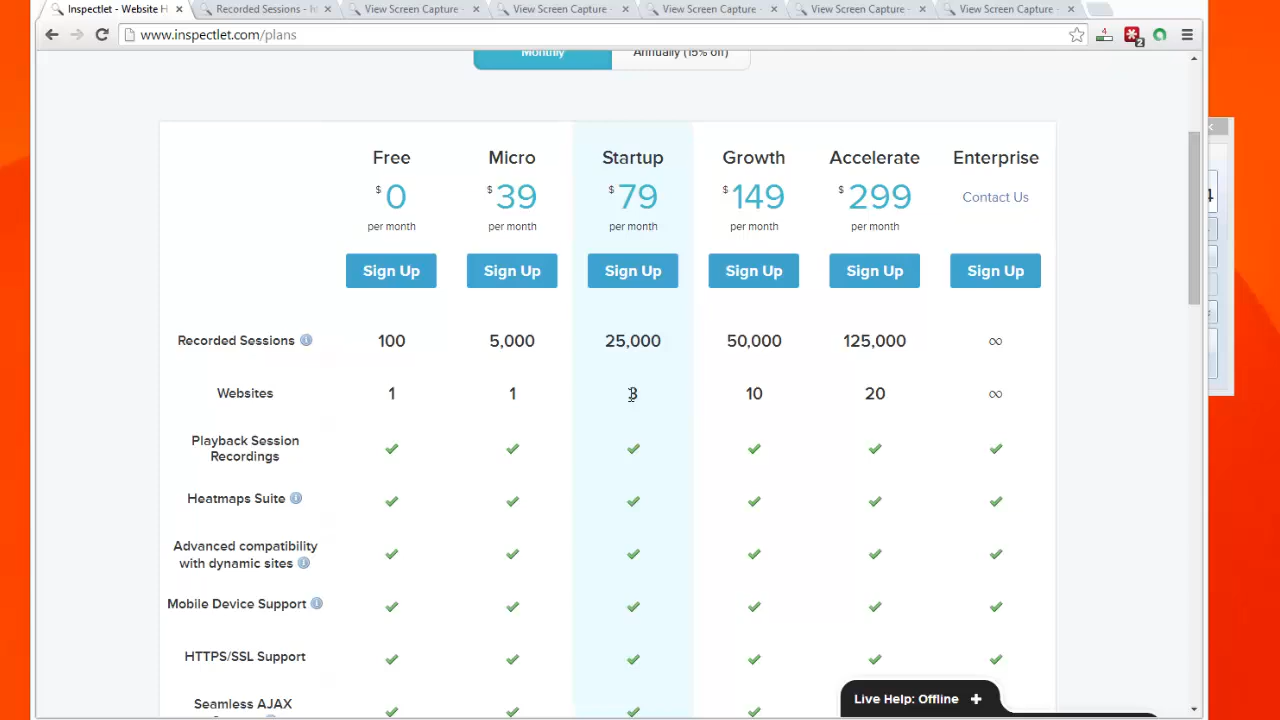 Inspectlet - Website H
Recorded Sessions - h
View Screen Capture -
View Screen Capture -
View Screen Capture -
View Screen Capture -
View Screen Capture -
www.inspectlet.com/plans
4
2
Monthly
Annually (15% off)
Free
Micro
Startup
Growth
Accelerate
Enterprise
$ 0
$ 39
$ 79
$ 149
$ 299
Contact Us
per month
per month
per month
per month
per month
Sign Up
Sign Up
Sign Up
Sign Up
Sign Up
Sign Up
Recorded Sessions
100
5,000
25,000
50,000
125,000
∞
Websites
1
1
3
10
20
∞
Playback Session
Recordings
Heatmaps Suite
Advanced compatibility
with dynamic sites
Mobile Device Support
HTTPS/SSL Support
Seamless AJAX
Live Help: Offline +